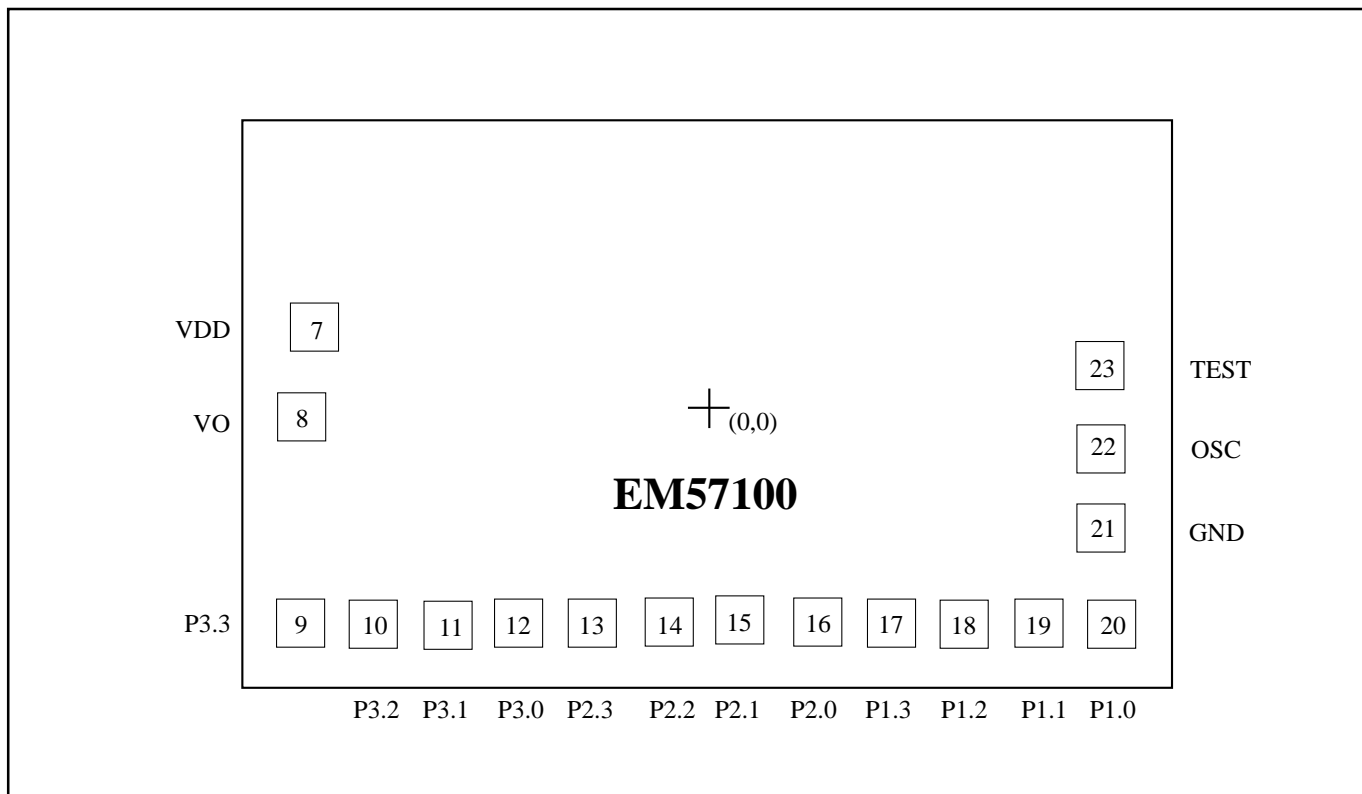 VDD 7
23 TEST
VO 8
(0,0)
22 OSC
EM57100
21 GND
P3.3 9 10 11 12 13 14 15 16 17 18 19 20
P3.2 P3.1 P3.0 P2.3 P2.2 P2.1 P2.0 P1.3 P1.2 P1.1 P1.0